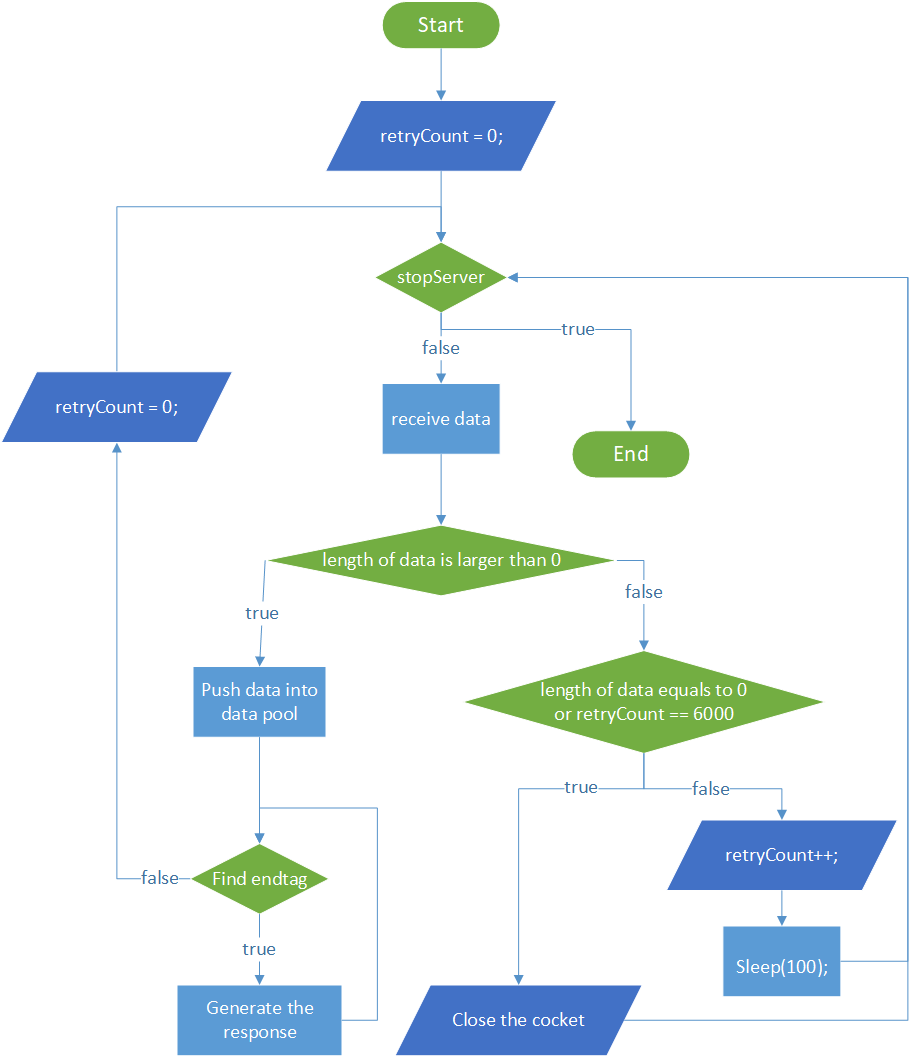 Start
retryCount = 0;
stopServer
true
false
retryCount = 0;
receive data
End
length of data is larger than 0
true
false
Push data into
data pool
length of data equals to 0
or retryCount == 6000
true
false
retryCount++;
false
Find endtag
true
Sleep(100);
Generate the
response
Close the cocket